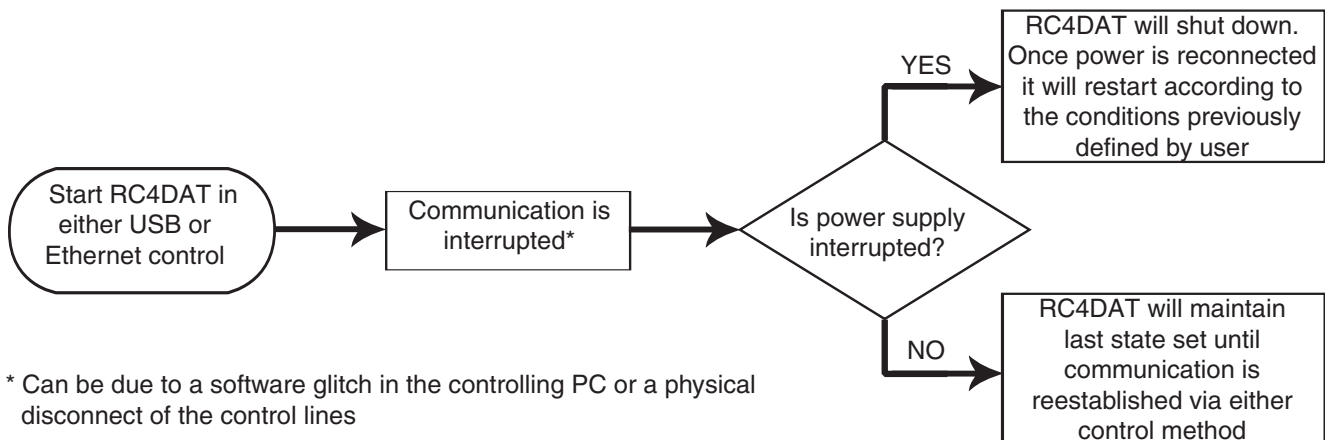 Start RC4DAT in
either USB or
Ethernet control
Communication is
interrupted*
Is power supply
interrupted?
YES
RC4DAT will shut down.
Once power is reconnected
it will restart according to
the conditions previously
defined by user
NO
RC4DAT will maintain
last state set until
communication is
reestablished via either
control method
* Can be due to a software glitch in the controlling PC or a physical
disconnect of the control lines